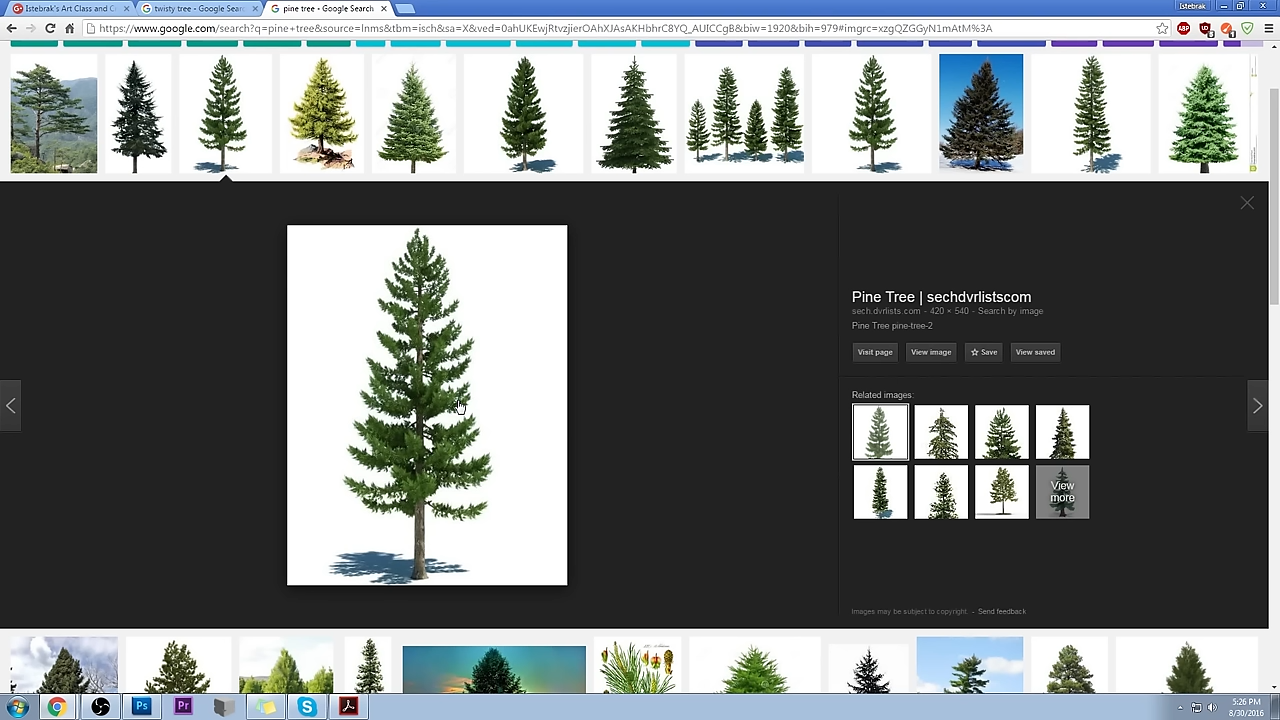 Istebrak's Art Class and C
twisty tree - Google Sear
pine tree - Google Search
Istebrak
https://www.google.com/search?q=pine+tree&source=lnms&tbm=isch&sa=X&ved=0ahUKEwjRtvzjierOAhXJAsAKHbhrC8YQ_AUICCgB&biw=1920&bih=979#imgrc=xzgQZGGyN1mAtM%3A
Pine Tree | sechdvrlistscom
sech.dvrlists.com - 420 × 540 - Search by image
Pine Tree pine-tree-2
Visit page
View image
Save
View saved
Related images:
View
more
Images may be subject to copyright. - Send feedback
Ps
Pr
5:26 PM
8/30/2016